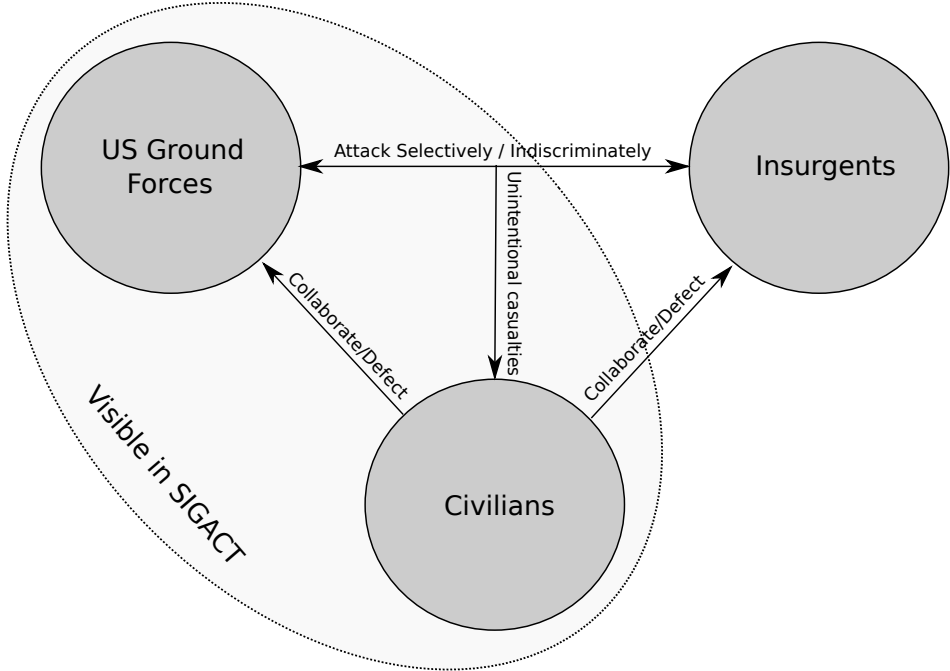 US Ground
Forces
Attack Selectively / Indiscriminately
Insurgents
Unintentional casualties
Collaborate/Defect
Collaborate/Defect
Visible in SIGACT
Civilians